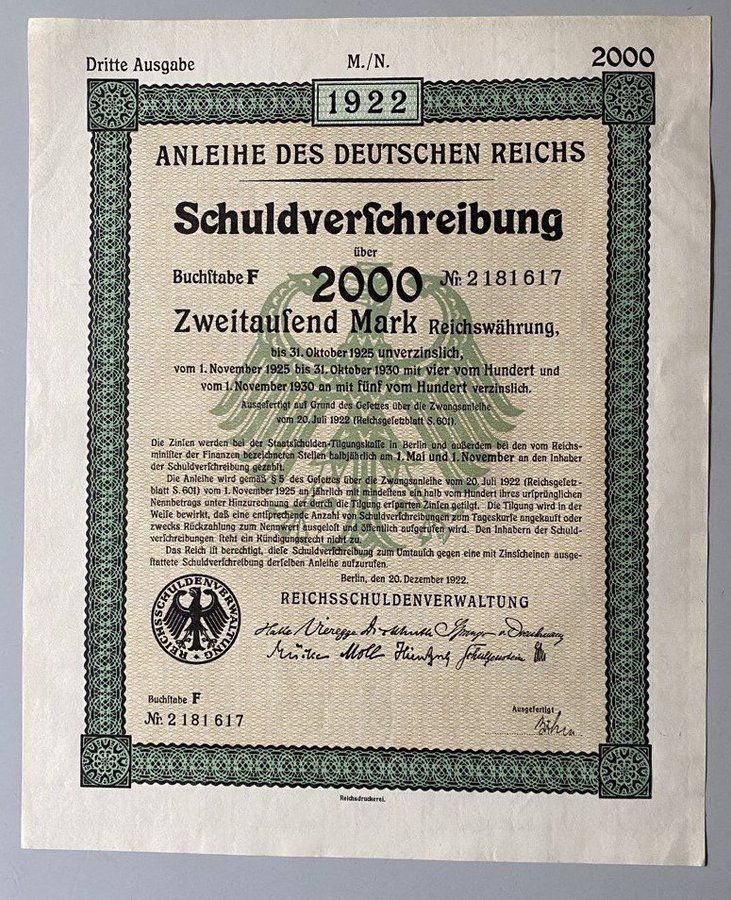 Dritte Ausgabe
M./N.
2000
1922
ANLEIHE DES DEUTSCHEN REICHS
Schuldverſchreibung
über
Buchſtabe F 2000 Nr. 2181617
Zweitauſend Mark Reichswährung,
bis 31. Oktober 1925 unverzinslich,
vom 1. November 1925 bis 31. Oktober 1930 mit vier vom Hundert und
vom 1. November 1930 an mit fünf vom Hundert verzinslich.
Ausgefertigt auf Grund des Geſetzes über die Zwangsanleihe
vom 20. Juli 1922 (Reichsgeſetzblatt S. 601).
Die Zinſen werden bei der Staatsſchulden-Tilgungskaſſe in Berlin und außerdem bei den vom Reichs-
miniſter der Finanzen bezeichneten Stellen halbjährlich am 1. Mai und 1. November an den Inhaber
der Schuldverſchreibung gezahlt.
Die Anleihe wird gemäß § 5 des Geſetzes über die Zwangsanleihe vom 20. Juli 1922 (Reichsgeſetz-
blatt S. 601) vom 1. November 1925 an jährlich mit mindeſtens ein halb vom Hundert ihres urſprünglichen
Nennbetrags unter Hinzurechnung der durch die Tilgung erſparten Zinſen getilgt. Die Tilgung wird in der
Weiſe bewirkt, daß eine entſprechende Anzahl von Schuldverſchreibungen zum Tageskurſe angekauft oder
zwecks Rückzahlung zum Nennwert ausgeloſt und öffentlich aufgerufen wird. Den Inhabern der Schuld-
verſchreibungen ſteht ein Kündigungsrecht nicht zu.
Das Reich iſt berechtigt, dieſe Schuldverſchreibung zum Umtauſch gegen eine mit Zinsſcheinen ausge-
ſtattete Schuldverſchreibung derſelben Anleihe aufzurufen.
Berlin, den 20. Dezember 1922.
REICHSSCHULDENVERWALTUNG
REICHSSCHULDENVERWALTUNG
Halle Vieregge
Mücke Moll
Buchſtabe F
Nr. 2181617
Ausgefertigt
Reichsdruckerei.